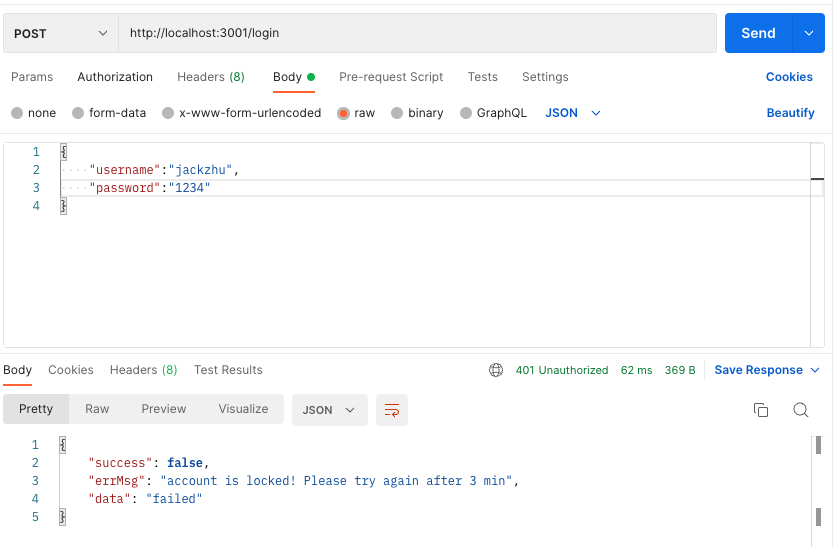 POST http://localhost:3001/login Send
Params Authorization Headers (8) Body Pre-request Script Tests Settings Cookies
none form-data x-www-form-urlencoded raw binary GraphQL JSON Beautify
1 {
2 ····"username":"jackzhu",
3 ····"password":"1234"
4 }
Body Cookies Headers (8) Test Results 401 Unauthorized 62 ms 369 B Save Response
Pretty Raw Preview Visualize JSON
1 {
2 "success": false,
3 "errMsg": "account is locked! Please try again after 3 min",
4 "data": "failed"
5 }